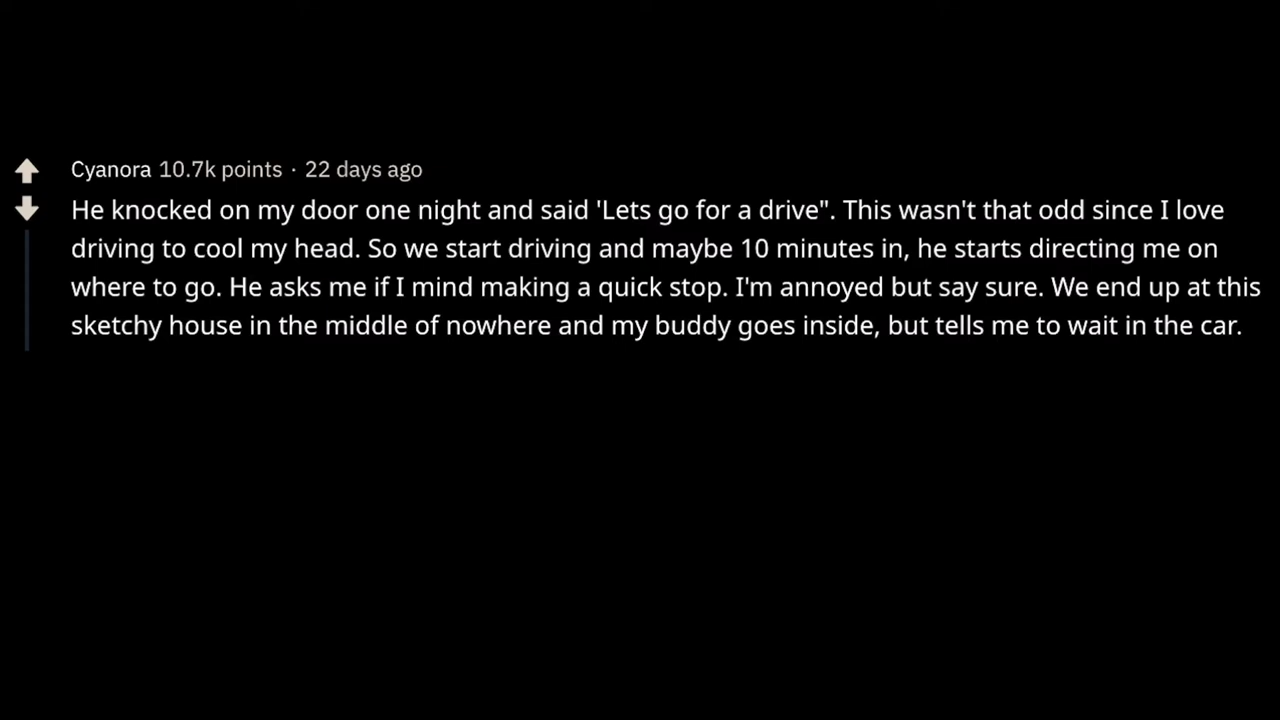 Cyanora 10.7k points · 22 days ago
He knocked on my door one night and said 'Lets go for a drive". This wasn't that odd since I love
driving to cool my head. So we start driving and maybe 10 minutes in, he starts directing me on
where to go. He asks me if I mind making a quick stop. I'm annoyed but say sure. We end up at this
sketchy house in the middle of nowhere and my buddy goes inside, but tells me to wait in the car.